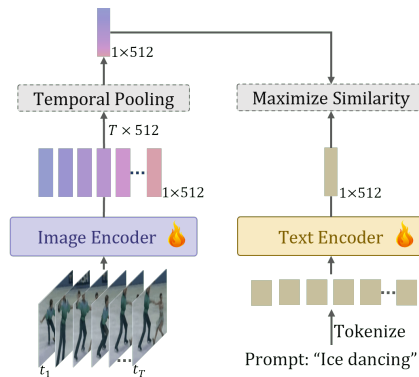 1×512
Temporal Pooling
Maximize Similarity
T × 512
1×512
1×512
Image Encoder
Text Encoder
t₁
t_T
Tokenize
Prompt: “Ice dancing”